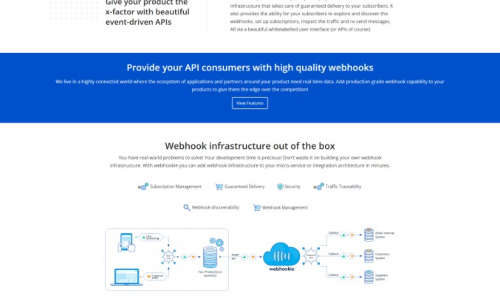 Give your product the
x-factor with beautiful
event-driven APIs
infrastructure that takes-care of guaranteed delivery to your subscribers. It
also provides the ability for your subscribers to explore and discover the
webhooks, set up subscriptions, inspect the traffic and re-send messages.
All via a beautiful whitelabelled user interface (or APIs of course).
Provide your API consumers with high quality webhooks
We live in a highly connected world where the ecosystem of applications and partners around your product need real-time data. Add production grade webhook capability to your
products to give them the edge over the competition!
View Features
Webhook infrastructure out of the box
You have real-world problems to solve! Your development time is precious! Don't waste it on building your own webhook
infrastructure. With webhookie you can add webhook infrastructure to your micro-service or integration architecture in minutes.
Subscription Management
Guaranteed Delivery
Security
Traffic Traceability
Webhook discoverability
Webhook Management
Your Production
System(s)
webhookie
System
Customers
System
Suppliers
System